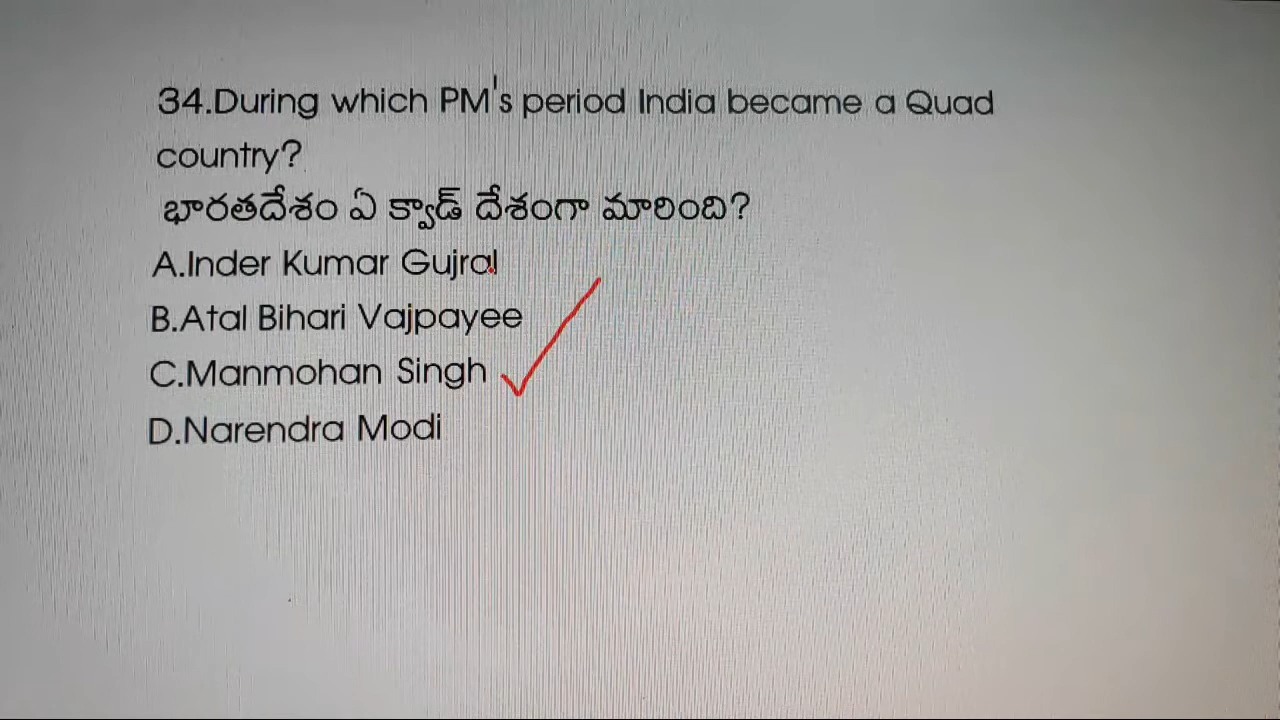 34.During which PM's period India became a Quad
country?
భారతదేశం ఏ క్వాడ్ దేశంగా మారింది?
A.Inder Kumar Gujral
B.Atal Bihari Vajpayee
C.Manmohan Singh
D.Narendra Modi